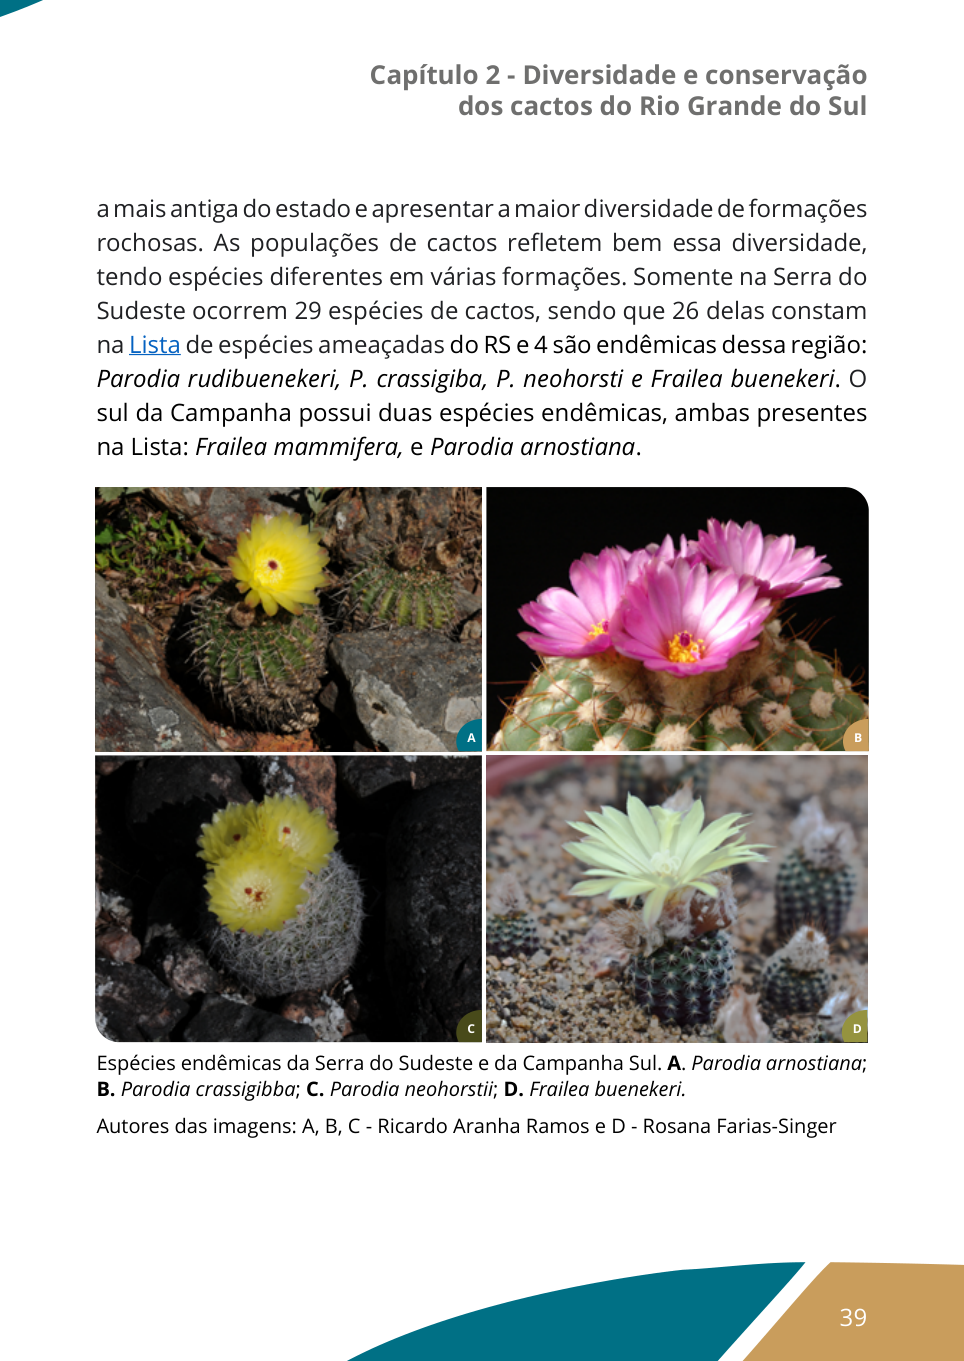 Capítulo 2 - Diversidade e conservação
dos cactos do Rio Grande do Sul
a mais antiga do estado e apresentar a maior diversidade de formações
rochosas. As populações de cactos refletem bem essa diversidade,
tendo espécies diferentes em várias formações. Somente na Serra do
Sudeste ocorrem 29 espécies de cactos, sendo que 26 delas constam
na Lista de espécies ameaçadas do RS e 4 são endêmicas dessa região:
Parodia rudibuenekeri, P. crassigiba, P. neohorsti e Frailea buenekeri. O
sul da Campanha possui duas espécies endêmicas, ambas presentes
na Lista: Frailea mammifera, e Parodia arnostiana.
A
B
C
D
Espécies endêmicas da Serra do Sudeste e da Campanha Sul. A. Parodia arnostiana;
B. Parodia crassigibba; C. Parodia neohorstii; D. Frailea buenekeri.
Autores das imagens: A, B, C - Ricardo Aranha Ramos e D - Rosana Farias-Singer
39